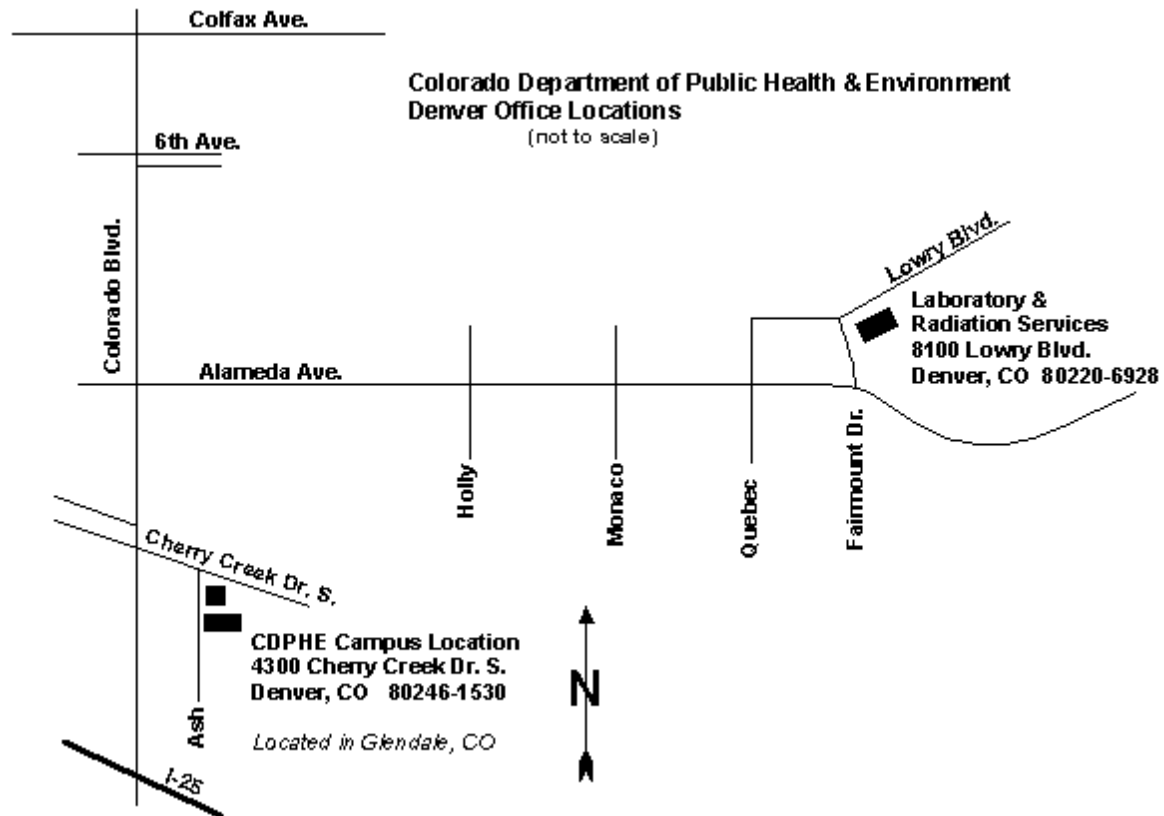 Colfax Ave.
Colorado Department of Public Health & Environment
Denver Office Locations
(not to scale)
6th Ave.
Colorado Blvd.
Lowry Blvd.
Laboratory &
Radiation Services
8100 Lowry Blvd.
Denver, CO 80220-6928
Alameda Ave.
Holly
Monaco
Quebec
Fairmount Dr.
Cherry Creek Dr. S.
CDPHE Campus Location
4300 Cherry Creek Dr. S.
Denver, CO 80246-1530
Located in Glendale, CO
Ash
I-25
N